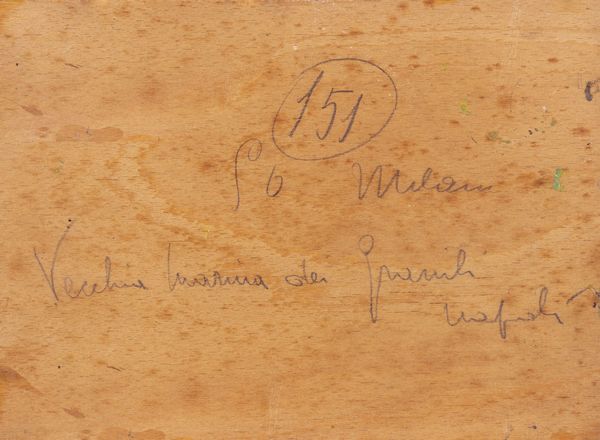 151
Milano
Vecchia marina dei Granili
Napoli